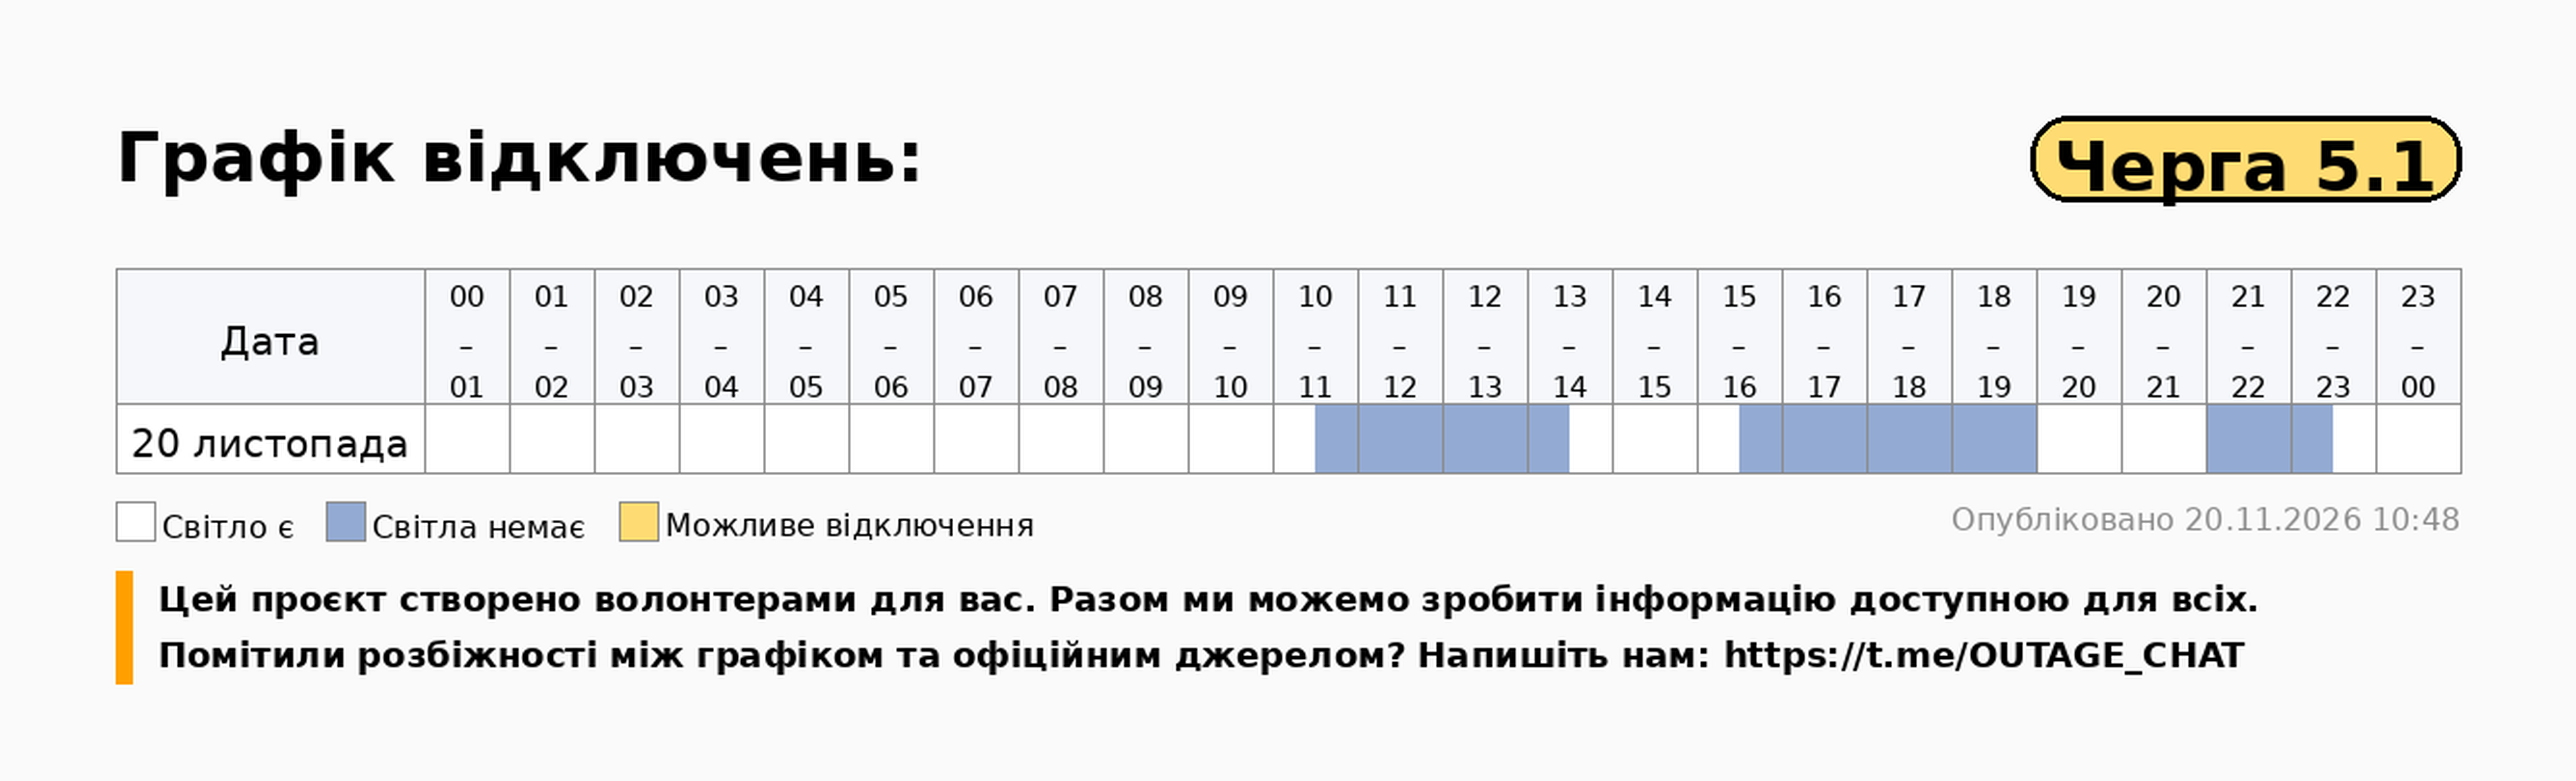 Графік відключень:
Черга 5.1
Дата 00–01 01–02 02–03 03–04 04–05 05–06 06–07 07–08 08–09 09–10 10–11 11–12 12–13 13–14 14–15 15–16 16–17 17–18 18–19 19–20 20–21 21–22 22–23 23–00
20 листопада
Світло є Світла немає Можливе відключення
Опубліковано 20.11.2026 10:48
Цей проєкт створено волонтерами для вас. Разом ми можемо зробити інформацію доступною для всіх.
Помітили розбіжності між графіком та офіційним джерелом? Напишіть нам: https://t.me/OUTAGE_CHAT